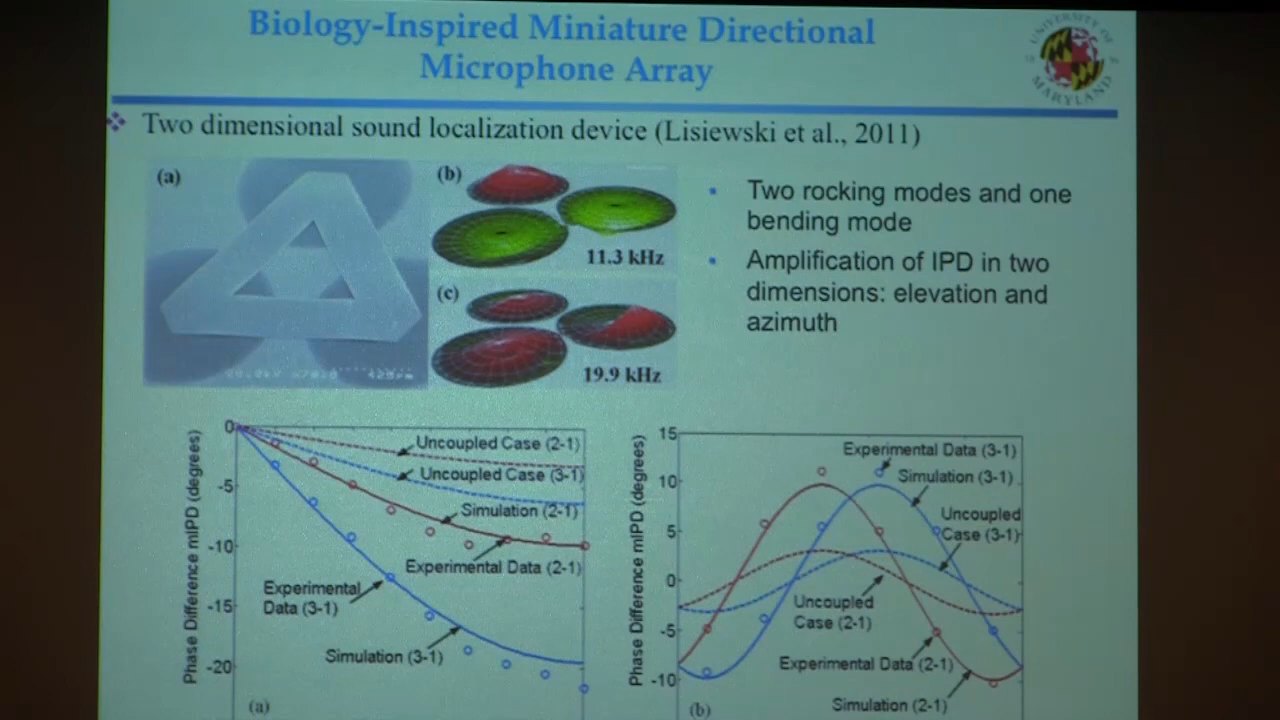 Biology-Inspired Miniature Directional
Microphone Array
UNIVERSITY OF
MARYLAND
Two dimensional sound localization device (Lisiewski et al., 2011)
(a)
(b)
11.3 kHz
(c)
19.9 kHz
Two rocking modes and one
bending mode
Amplification of IPD in two
dimensions: elevation and
azimuth
Phase Difference mIPD (degrees)
0
-5
-10
-15
-20
Uncoupled Case (2-1)
Uncoupled Case (3-1)
Simulation (2-1)
Experimental Data (2-1)
Experimental
Data (3-1)
Simulation (3-1)
(a)
Phase Difference mIPD (degrees)
15
10
5
0
-5
-10
Experimental Data (3-1)
Simulation (3-1)
Uncoupled
Case (3-1)
Uncoupled
Case (2-1)
Experimental Data (2-1)
Simulation (2-1)
(b)